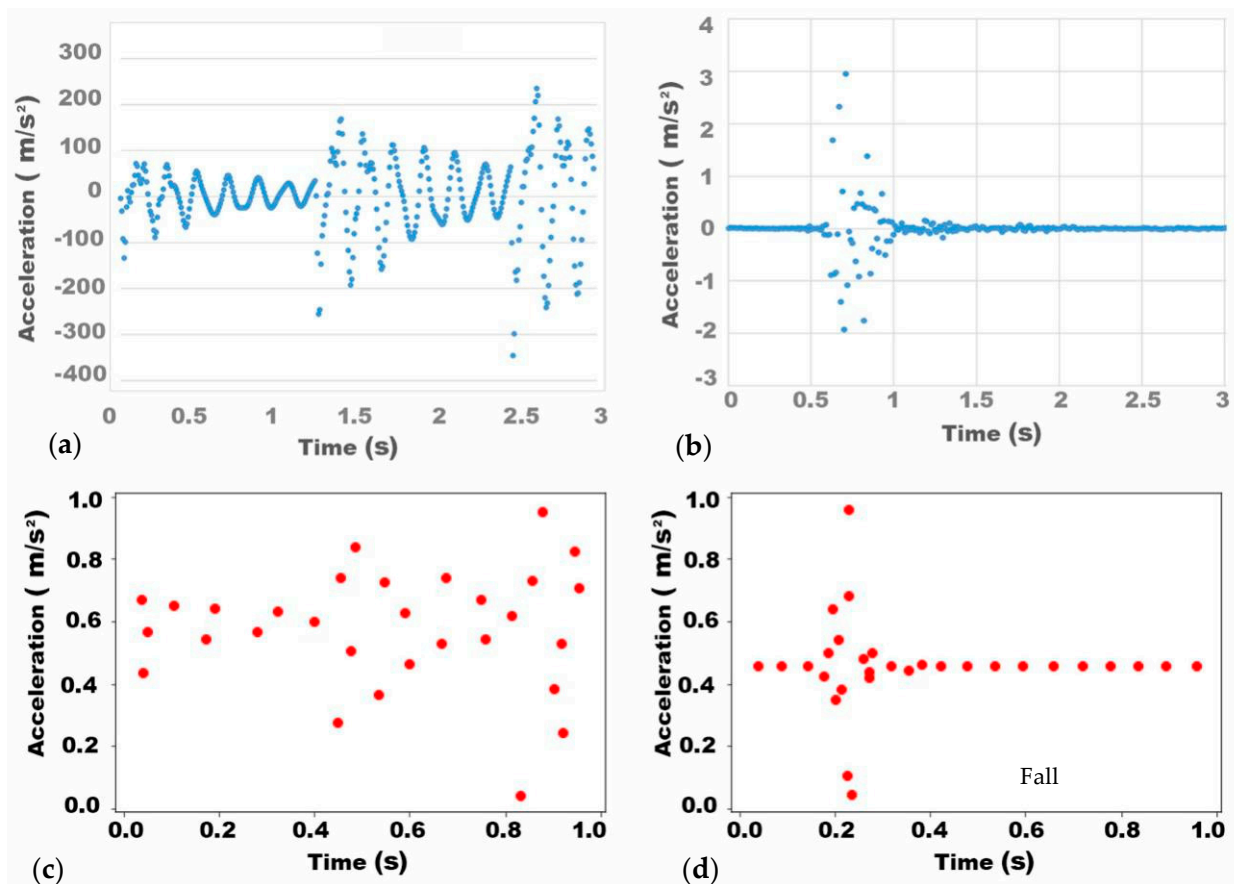 300
200
100
0
-100
-200
-300
-400
Acceleration ( m/s²)
0 0.5 1 1.5 2 2.5 3
Time (s)
(a)
4
3
2
1
0
-1
-2
-3
Acceleration ( m/s²)
0 0.5 1 1.5 2 2.5 3
Time (s)
(b)
1.0
0.8
0.6
0.4
0.2
0.0
Acceleration ( m/s²)
0.0 0.2 0.4 0.6 0.8 1.0
Time (s)
(c)
1.0
0.8
0.6
0.4
0.2
0.0
Acceleration ( m/s²)
Fall
0.0 0.2 0.4 0.6 0.8 1.0
Time (s)
(d)